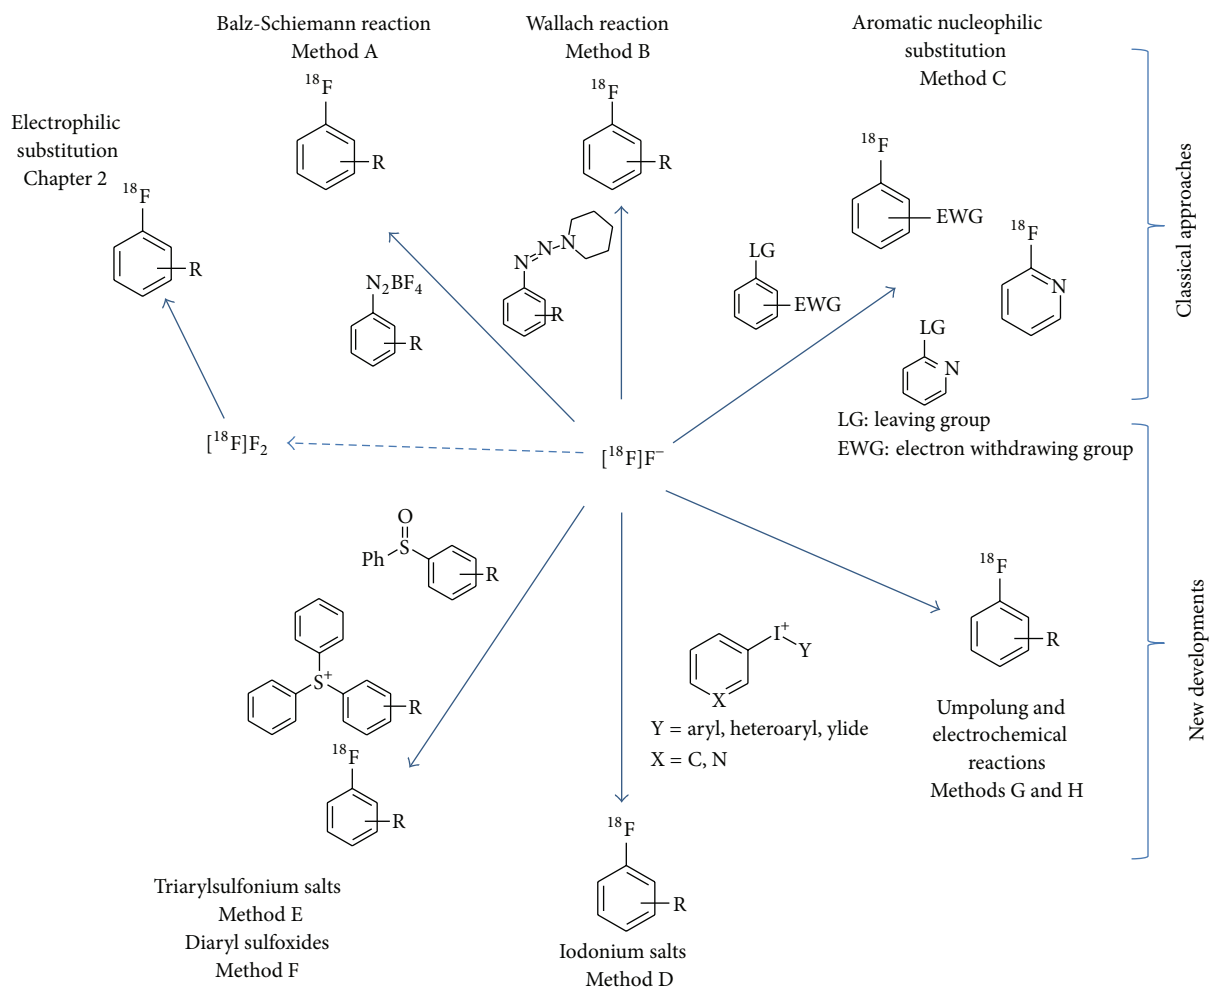 Balz-Schiemann reaction
Method A
Wallach reaction
Method B
Aromatic nucleophilic
substitution
Method C
Electrophilic
substitution
Chapter 2
¹⁸F
R
¹⁸F
R
¹⁸F
R
¹⁸F
EWG
¹⁸F
N
N₂BF₄
R
N=N-N
R
LG
EWG
LG
N
LG: leaving group
EWG: electron withdrawing group
Classical approaches
[¹⁸F]F₂
[¹⁸F]F⁻
O
Ph
S
R
S⁺
R
¹⁸F
R
Triarylsulfonium salts
Method E
Diaryl sulfoxides
Method F
I⁺
Y
X
Y = aryl, heteroaryl, ylide
X = C, N
¹⁸F
R
Iodonium salts
Method D
¹⁸F
R
Umpolung and
electrochemical
reactions
Methods G and H
New developments